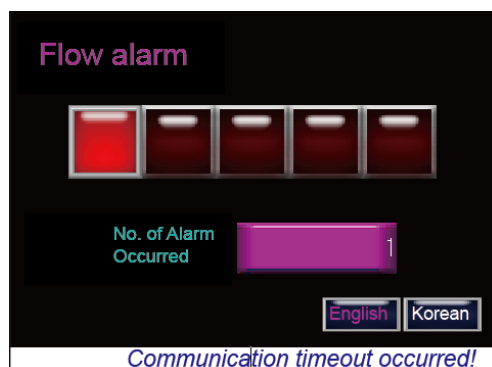 Flow alarm
No. of Alarm
Occurred
1
English Korean
Communication timeout occurred!